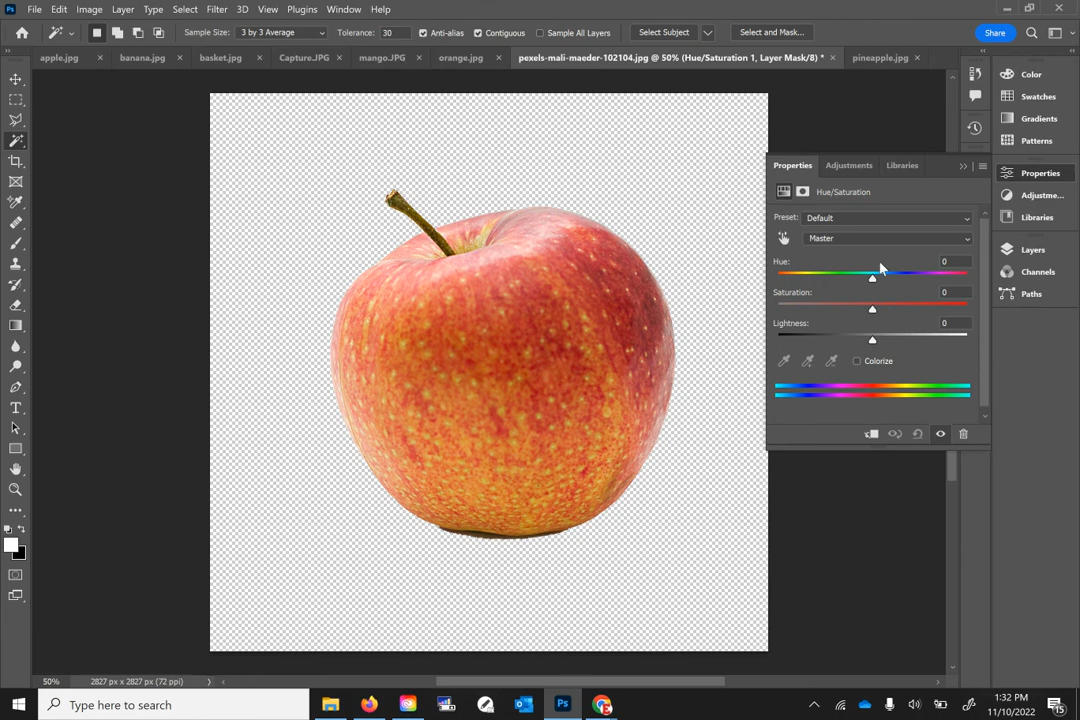 Ps File Edit Image Layer Type Select Filter 3D View Plugins Window Help
Sample Size: 3 by 3 Average Tolerance: 30 Anti-alias Contiguous Sample All Layers Select Subject Select and Mask... Share
apple.jpg × banana.jpg × basket.jpg × Capture.JPG × mango.JPG × orange.jpg × pexels-mali-maeder-102104.jpg @ 50% (Hue/Saturation 1, Layer Mask/8) * × pineapple.jpg ×
Color
Swatches
Gradients
Patterns
Properties
Adjustme...
Libraries
Layers
Channels
Paths
Properties Adjustments Libraries
Hue/Saturation
Preset: Default
Master
Hue: 0
Saturation: 0
Lightness: 0
Colorize
T
50% 2827 px x 2827 px (72 ppi)
Type here to search
Ps
1:32 PM
11/10/2022
15